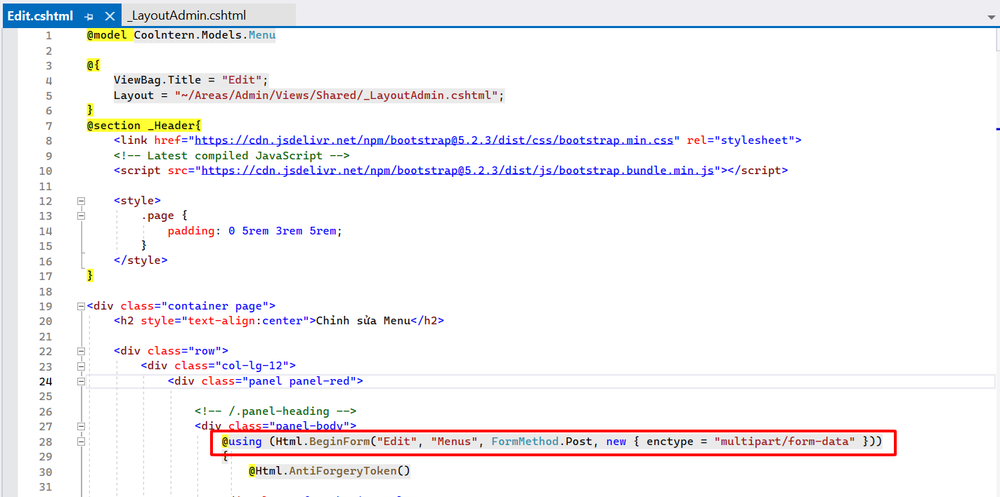 Edit.cshtml
_LayoutAdmin.cshtml
1 @model Coolntern.Models.Menu
2
3 @{
4 ViewBag.Title = "Edit";
5 Layout = "~/Areas/Admin/Views/Shared/_LayoutAdmin.cshtml";
6 }
7 @section _Header{
8 <link href="https://cdn.jsdelivr.net/npm/bootstrap@5.2.3/dist/css/bootstrap.min.css" rel="stylesheet">
9 <!-- Latest compiled JavaScript -->
10 <script src="https://cdn.jsdelivr.net/npm/bootstrap@5.2.3/dist/js/bootstrap.bundle.min.js"></script>
11
12 <style>
13 .page {
14 padding: 0 5rem 3rem 5rem;
15 }
16 </style>
17 }
18
19 <div class="container page">
20 <h2 style="text-align:center">Chỉnh sửa Menu</h2>
21
22 <div class="row">
23 <div class="col-lg-12">
24 <div class="panel panel-red">
25
26 <!-- /.panel-heading -->
27 <div class="panel-body">
28 @using (Html.BeginForm("Edit", "Menus", FormMethod.Post, new { enctype = "multipart/form-data" }))
29 {
30 @Html.AntiForgeryToken()
31